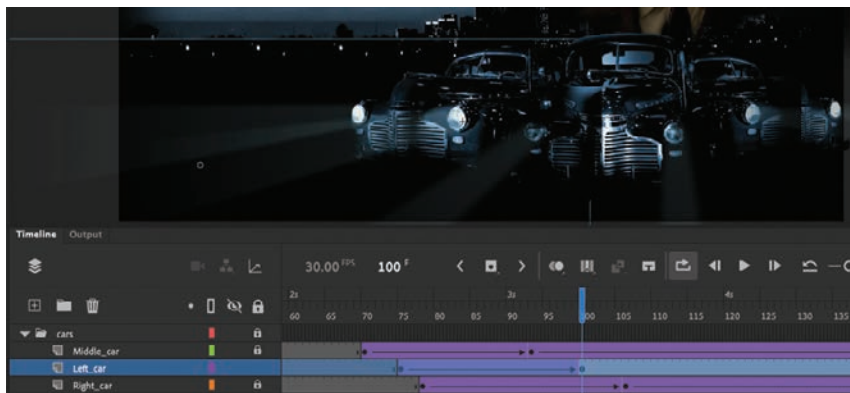 Timeline Output
30.00 FPS 100 F
2s 3s 4s
60 65 70 75 80 85 90 95 100 105 110 115 120 125 130 135
cars
Middle_car
Left_car
Right_car